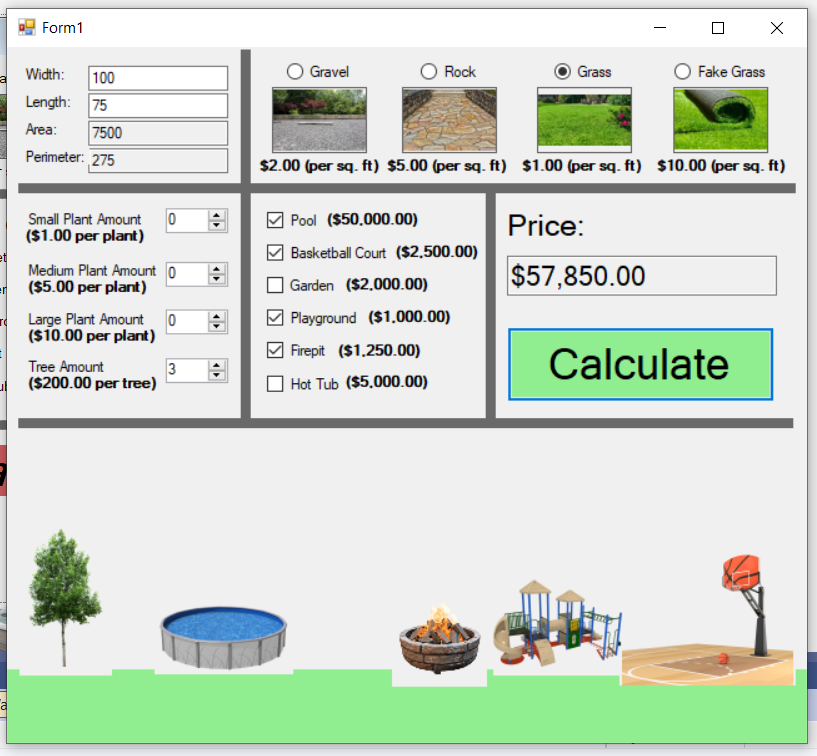 Form1
Width:
100
Length:
75
Area:
7500
Perimeter:
275
Gravel
Rock
Grass
Fake Grass
$2.00 (per sq. ft)
$5.00 (per sq. ft)
$1.00 (per sq. ft)
$10.00 (per sq. ft)
Small Plant Amount
($1.00 per plant)
0
Medium Plant Amount
($5.00 per plant)
0
Large Plant Amount
($10.00 per plant)
0
Tree Amount
($200.00 per tree)
3
Pool ($50,000.00)
Basketball Court ($2,500.00)
Garden ($2,000.00)
Playground ($1,000.00)
Firepit ($1,250.00)
Hot Tub ($5,000.00)
Price:
$57,850.00
Calculate